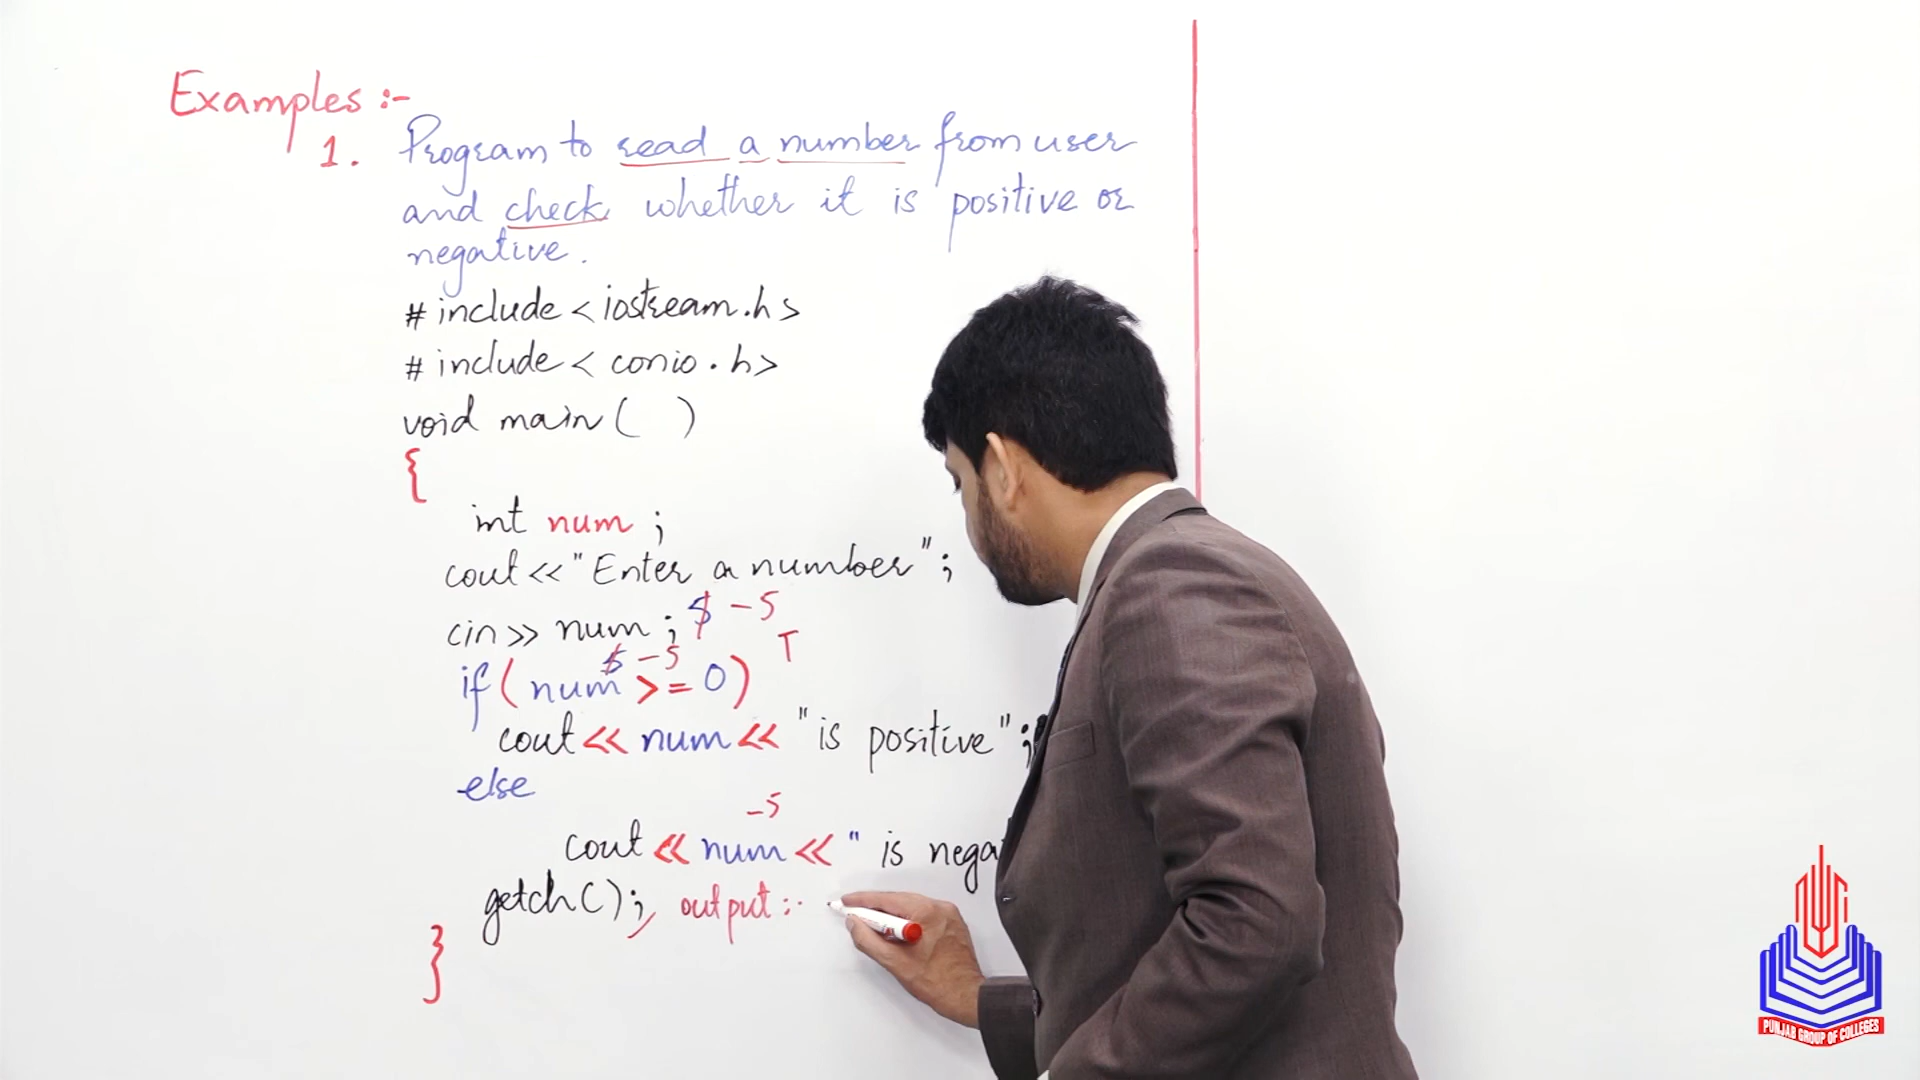 Examples :-
1. Program to read a number from user
and check whether it is positive or
negative.
# include < iostream.h >
# include < conio.h >
void main ( )
{
int num ;
cout << "Enter a number" ;
cin >> num ; 5 -5
5 -5 T
if ( num >= 0 )
cout << num << "is positive" ;
else
-5
cout << num << " is nega
getch( ) ; output :-
}
PUNJAB GROUP OF COLLEGES